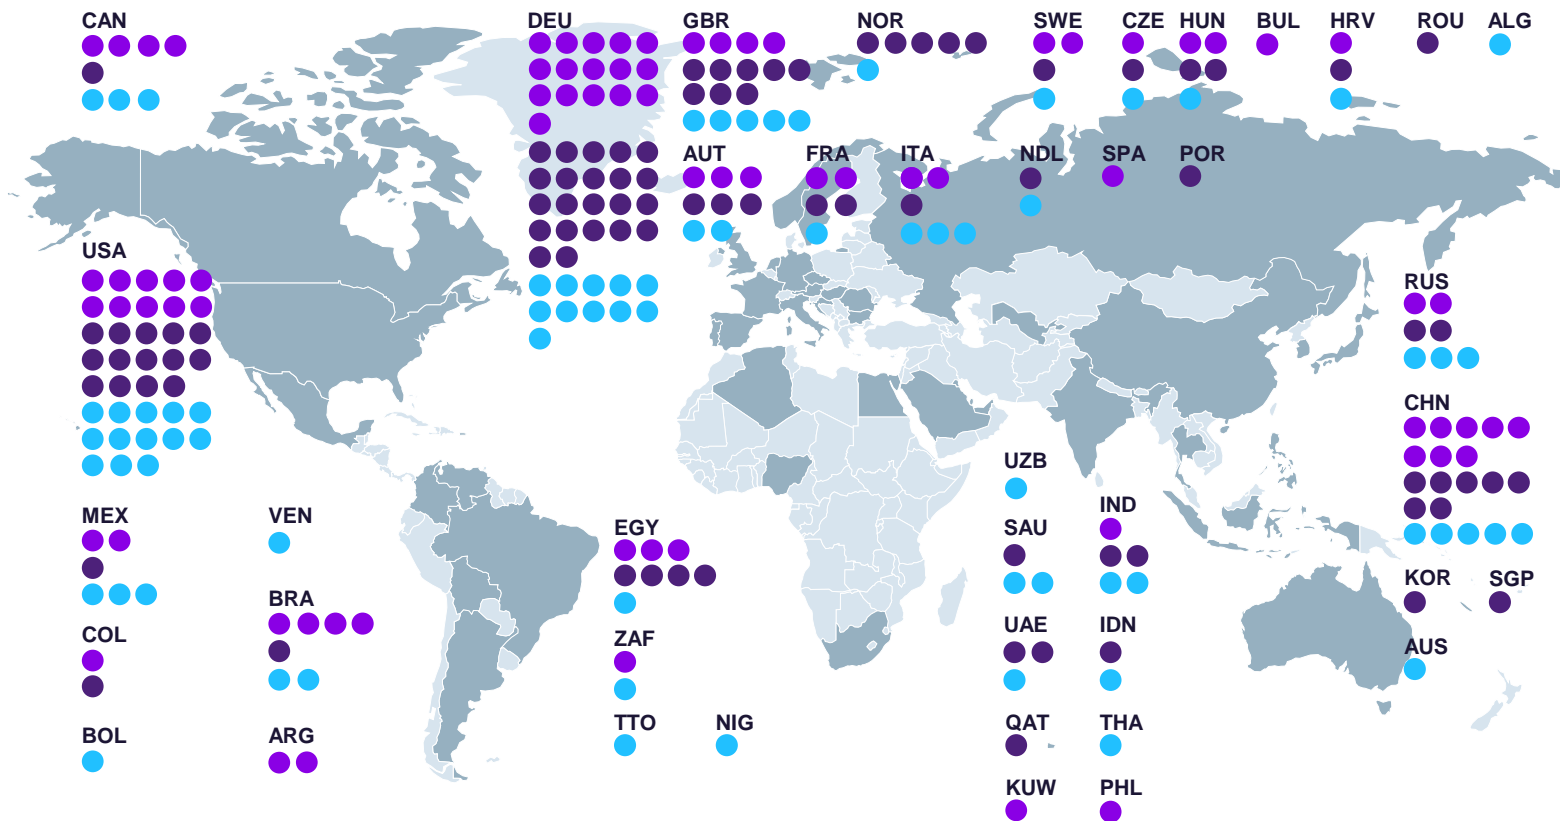 CAN
DEU
GBR
NOR
SWE
CZE
HUN
BUL
HRV
ROU
ALG
AUT
FRA
ITA
NDL
SPA
POR
USA
RUS
CHN
UZB
IND
MEX
VEN
EGY
SAU
KOR
SGP
BRA
COL
ZAF
UAE
IDN
AUS
BOL
ARG
TTO
NIG
QAT
THA
KUW
PHL